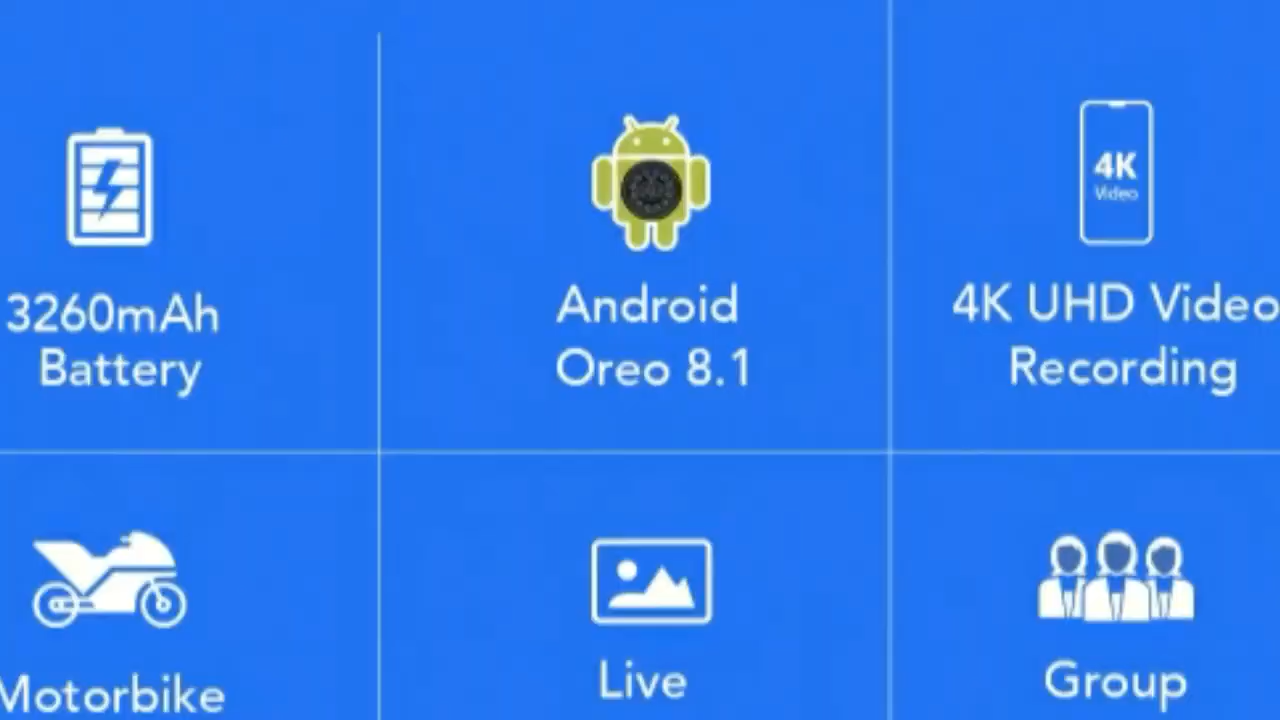 4K
Video
3260mAh
Battery
Android
Oreo 8.1
4K UHD Video
Recording
Motorbike
Live
Group